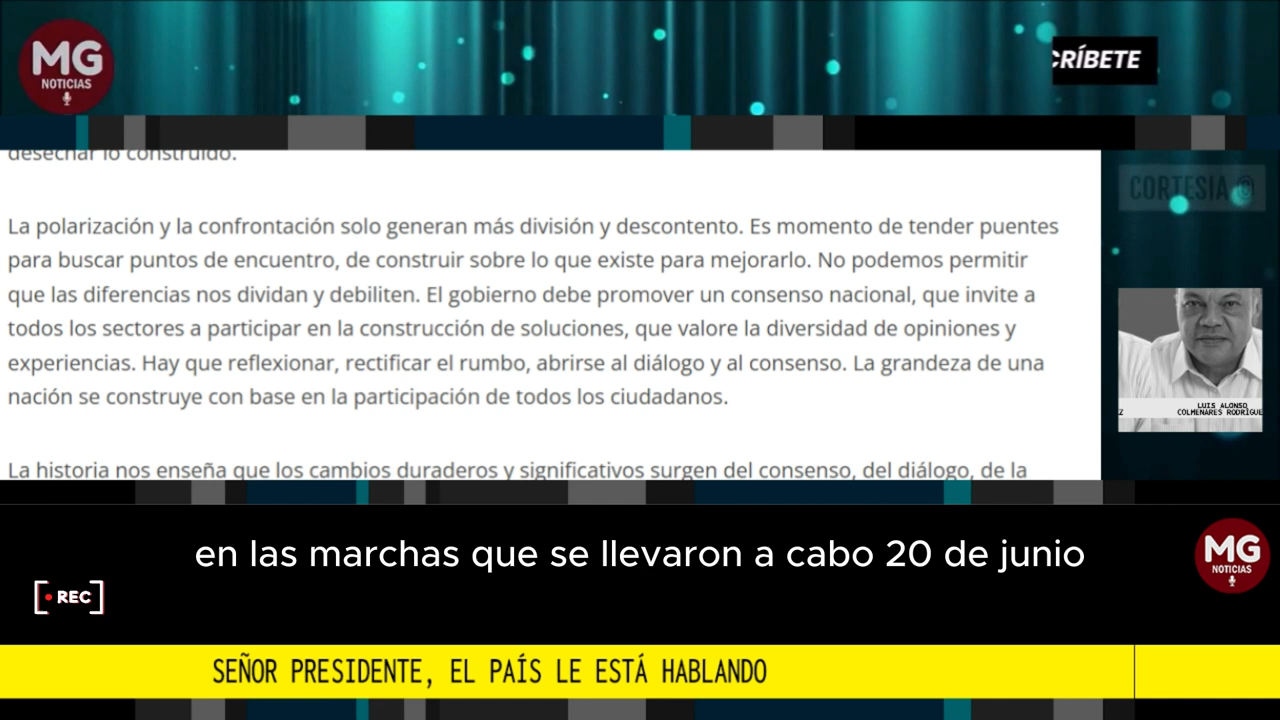 MG
NOTICIAS
CRÍBETE
desechar lo construido.
CORTESIA
La polarización y la confrontación solo generan más división y descontento. Es momento de tender puentes
para buscar puntos de encuentro, de construir sobre lo que existe para mejorarlo. No podemos permitir
que las diferencias nos dividan y debiliten. El gobierno debe promover un consenso nacional, que invite a
todos los sectores a participar en la construcción de soluciones, que valore la diversidad de opiniones y
experiencias. Hay que reflexionar, rectificar el rumbo, abrirse al diálogo y al consenso. La grandeza de una
nación se construye con base en la participación de todos los ciudadanos.
La historia nos enseña que los cambios duraderos y significativos surgen del consenso, del diálogo, de la
LUIS ALONSO
Z COLMENARES RODRIGUE
en las marchas que se llevaron a cabo 20 de junio
MG
NOTICIAS
REC
SEÑOR PRESIDENTE, EL PAÍS LE ESTÁ HABLANDO